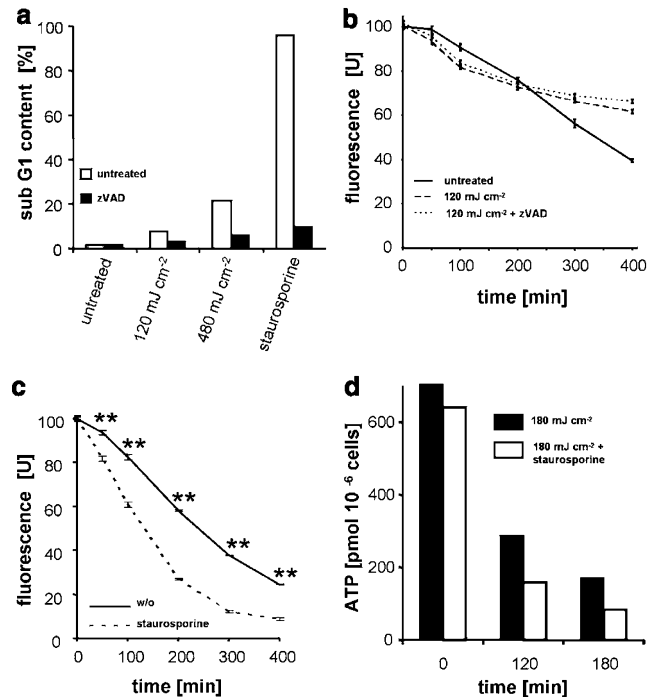 a
sub G1 content [%]
100
80
60
40
20
0
untreated
zVAD
untreated
120 mJ cm-2
480 mJ cm-2
staurosporine
b
fluorescence [U]
100
80
60
40
20
0
untreated
120 mJ cm-2
120 mJ cm-2 + zVAD
0
100
200
300
400
time [min]
c
fluorescence [U]
100
80
60
40
20
0
**
**
**
**
**
w/o
staurosporine
0
100
200
300
400
time [min]
d
ATP [pmol 10 -6 cells]
600
400
200
0
180 mJ cm-2
180 mJ cm-2 +
staurosporine
0
120
180
time [min]